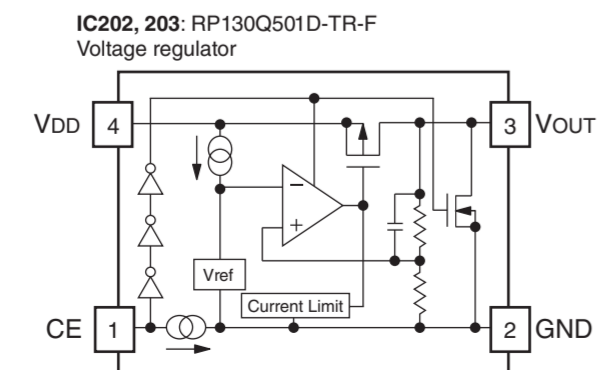 IC202, 203: RP130Q501D-TR-F
Voltage regulator
VDD 4
3 VOUT
−
+
Vref
Current Limit
CE 1
2 GND